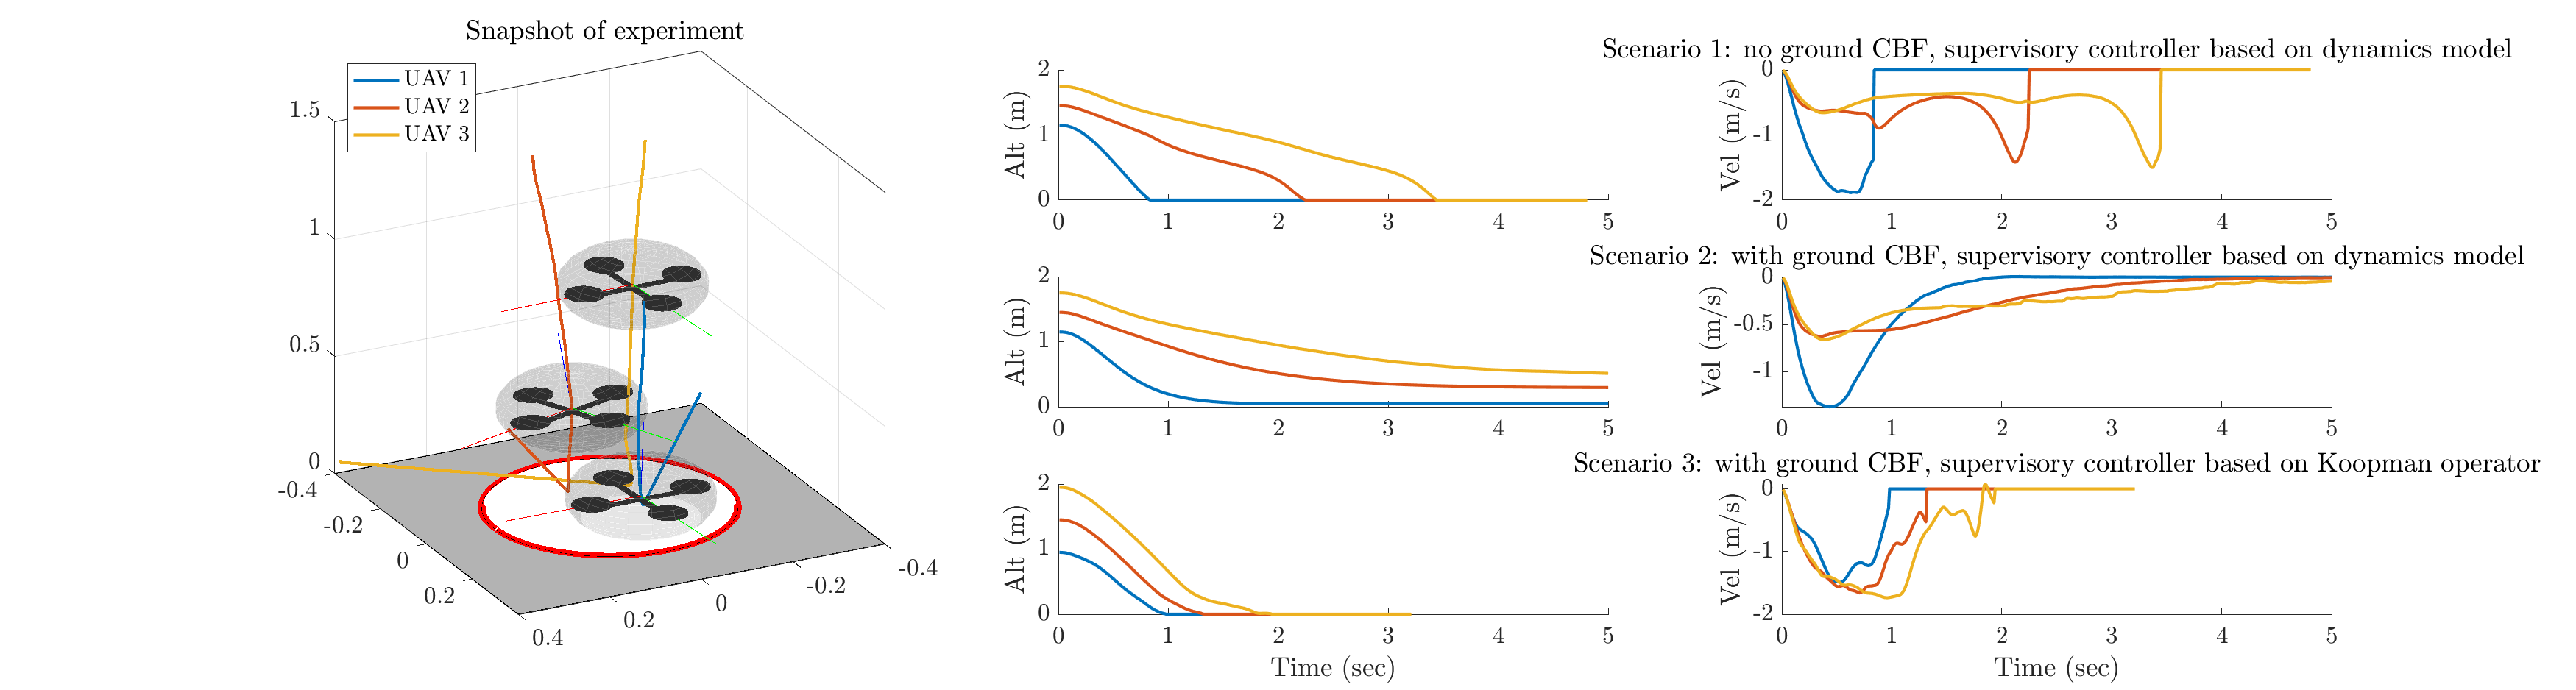 Snapshot of experiment
UAV 1
UAV 2
UAV 3
1.5
1
0.5
0
-0.4
-0.2
0
0.2
0.4
0.2
0
-0.2
-0.4
Alt (m)
2
1
0
0 1 2 3 4 5
Scenario 1: no ground CBF, supervisory controller based on dynamics model
Vel (m/s)
0
-1
-2
0 1 2 3 4 5
Alt (m)
2
1
0
0 1 2 3 4 5
Scenario 2: with ground CBF, supervisory controller based on dynamics model
Vel (m/s)
0
-0.5
-1
0 1 2 3 4 5
Alt (m)
2
1
0
0 1 2 3 4 5
Time (sec)
Scenario 3: with ground CBF, supervisory controller based on Koopman operator
Vel (m/s)
0
-1
-2
0 1 2 3 4 5
Time (sec)